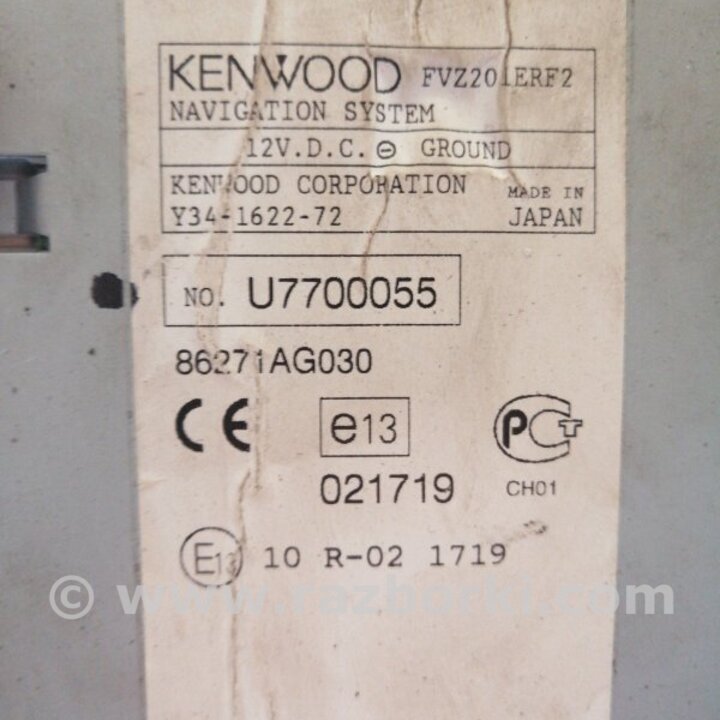 KENWOOD FVZ201ERF2
NAVIGATION SYSTEM
12V.D.C. ⊖ GROUND
KENWOOD CORPORATION MADE IN
Y34-1622-72 JAPAN
NO. U7700055
86271AG030
CE e13 PCT
021719 CH01
E13 10 R-02 1719
© www.razborki.com